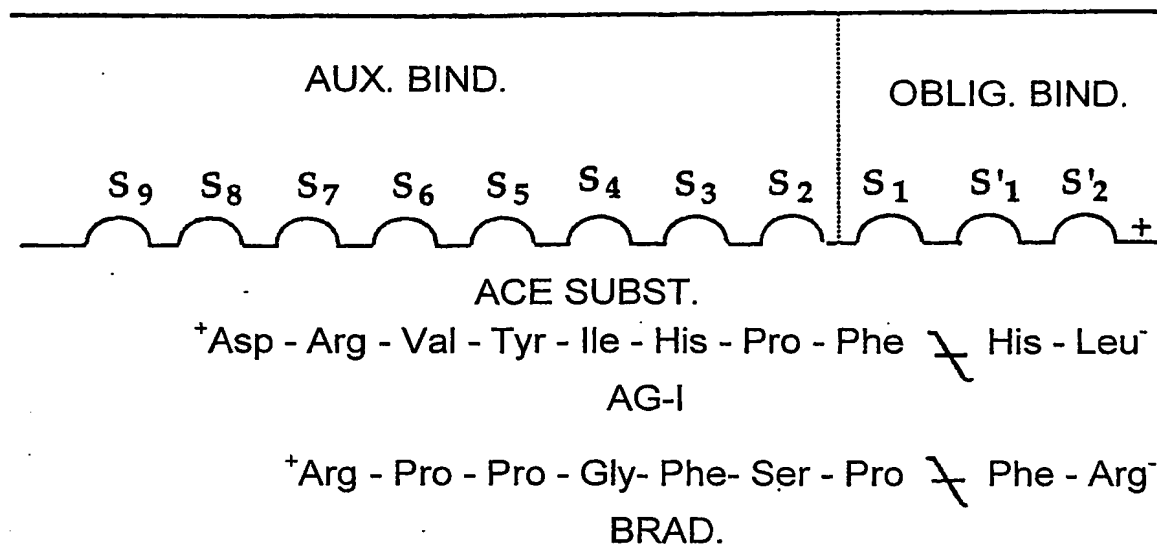 AUX. BIND.
OBLIG. BIND.
S₉ S₈ S₇ S₆ S₅ S₄ S₃ S₂ S₁ S'₁ S'₂
+
ACE SUBST.
⁺Asp - Arg - Val - Tyr - Ile - His - Pro - Phe His - Leu⁻
AG-I
⁺Arg - Pro - Pro - Gly- Phe- Ser - Pro Phe - Arg⁻
BRAD.